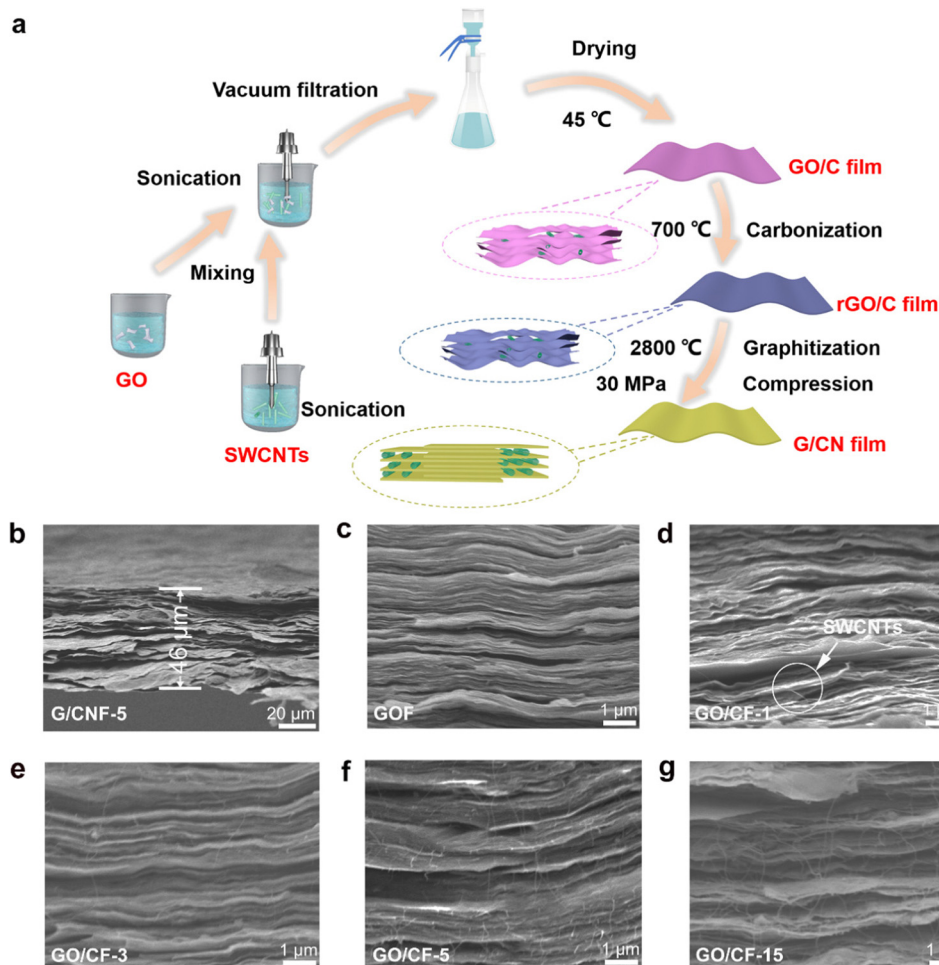 a
Drying
Vacuum filtration
45 ℃
Sonication
GO/C film
700 ℃
Carbonization
Mixing
rGO/C film
2800 ℃
Graphitization
GO
30 MPa
Compression
Sonication
SWCNTs
G/CN film
b
c
d
46 μm
SWCNTs
G/CNF-5
20 μm
GOF
1 μm
GO/CF-1
1
e
f
g
GO/CF-3
1 μm
GO/CF-5
1 μm
GO/CF-15
1